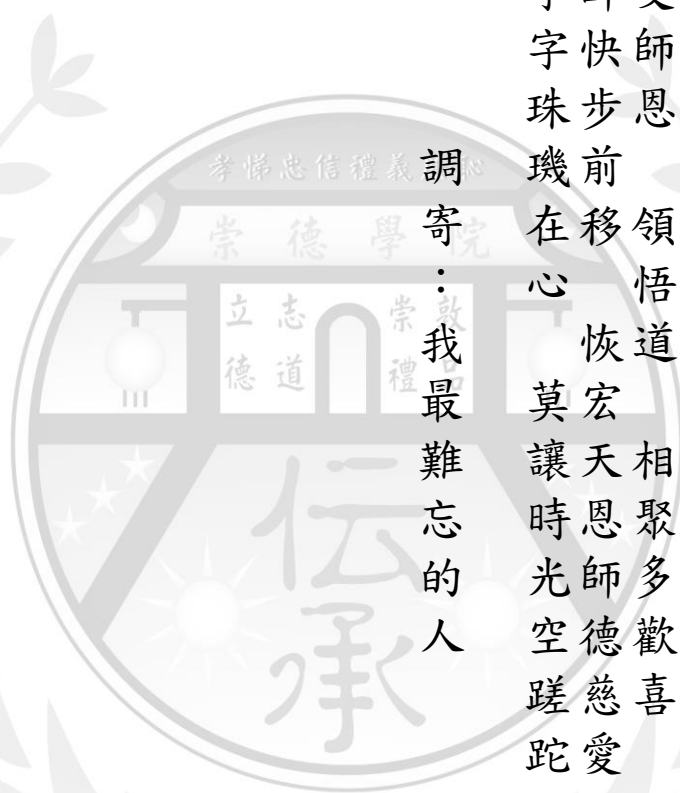 師恩 領悟道 相聚多歡喜
快步前移 恢宏天恩師德慈愛
字珠璣在心 莫讓時光空蹉跎
調寄：我最難忘的人
孝悌忠信禮義
崇德學院
立德
志道
崇禮
敦品
伝承